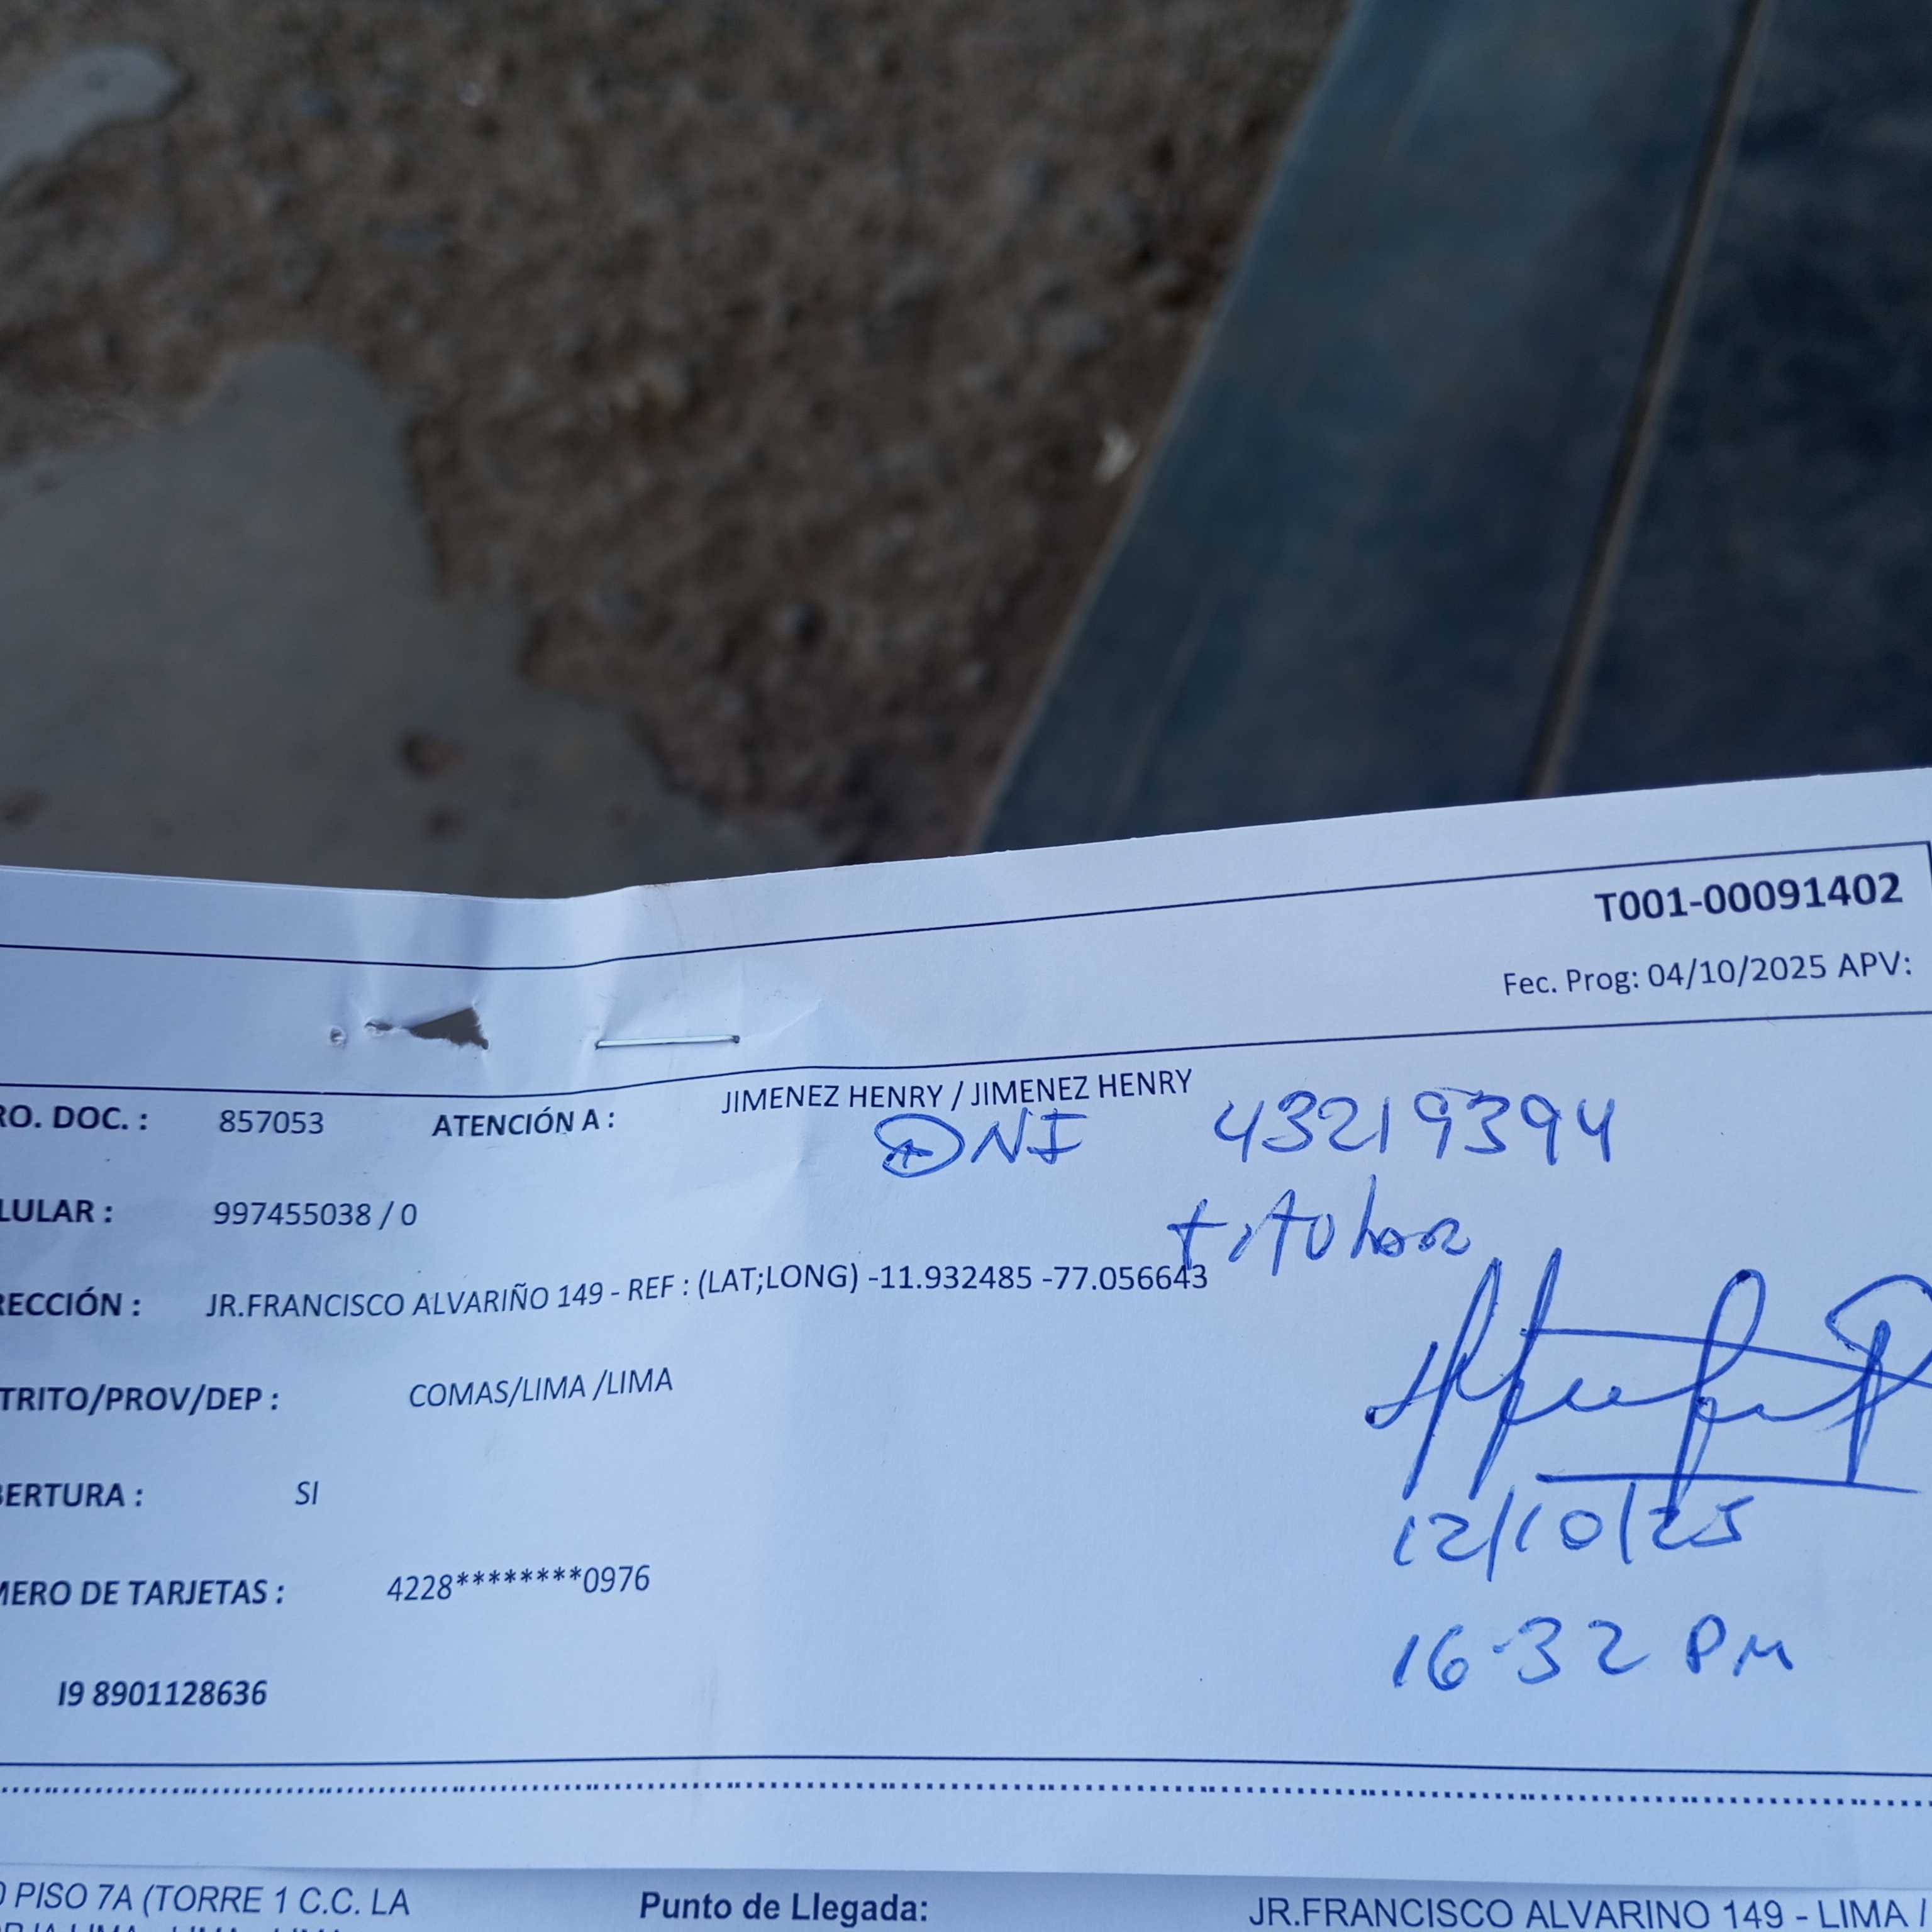 T001-00091402
Fec. Prog: 04/10/2025 APV:
RO. DOC. : 857053 ATENCIÓN A : JIMENEZ HENRY / JIMENEZ HENRY
DNI 43219394
LULAR : 997455038 / 0
titular
RECCIÓN : JR.FRANCISCO ALVARIÑO 149 - REF : (LAT;LONG) -11.932485 -77.056643
TRITO/PROV/DEP : COMAS/LIMA /LIMA
BERTURA : SI
12/10/25
MERO DE TARJETAS : 4228********0976
16:32 PM
I9 8901128636
O PISO 7A (TORRE 1 C.C. LA
Punto de Llegada: JR.FRANCISCO ALVARINO 149 - LIMA /